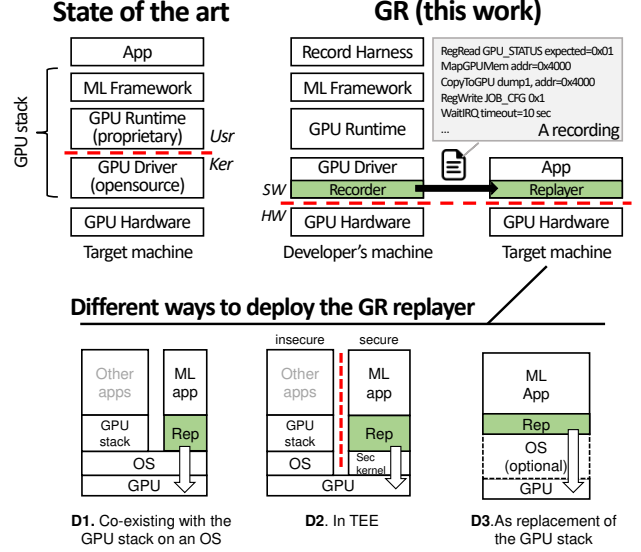 State of the art
App
ML Framework
GPU Runtime
(proprietary)
Usr
Ker
GPU Driver
(opensource)
GPU Hardware
GPU stack
Target machine
GR (this work)
Record Harness
ML Framework
GPU Runtime
GPU Driver
Recorder
SW
HW
GPU Hardware
Developer's machine
RegRead GPU_STATUS expected=0x01
MapGPUMem addr=0x4000
CopyToGPU dump1, addr=0x4000
RegWrite JOB_CFG 0x1
WaitIRQ timeout=10 sec
...
A recording
App
Replayer
GPU Hardware
Target machine
Different ways to deploy the GR replayer
Other
apps
ML
app
GPU
stack
Rep
OS
GPU
D1. Co-existing with the
GPU stack on an OS
insecure
secure
Other
apps
ML
app
GPU
stack
Rep
OS
Sec
kernel
GPU
D2. In TEE
ML
App
Rep
OS
(optional)
GPU
D3.As replacement of
the GPU stack